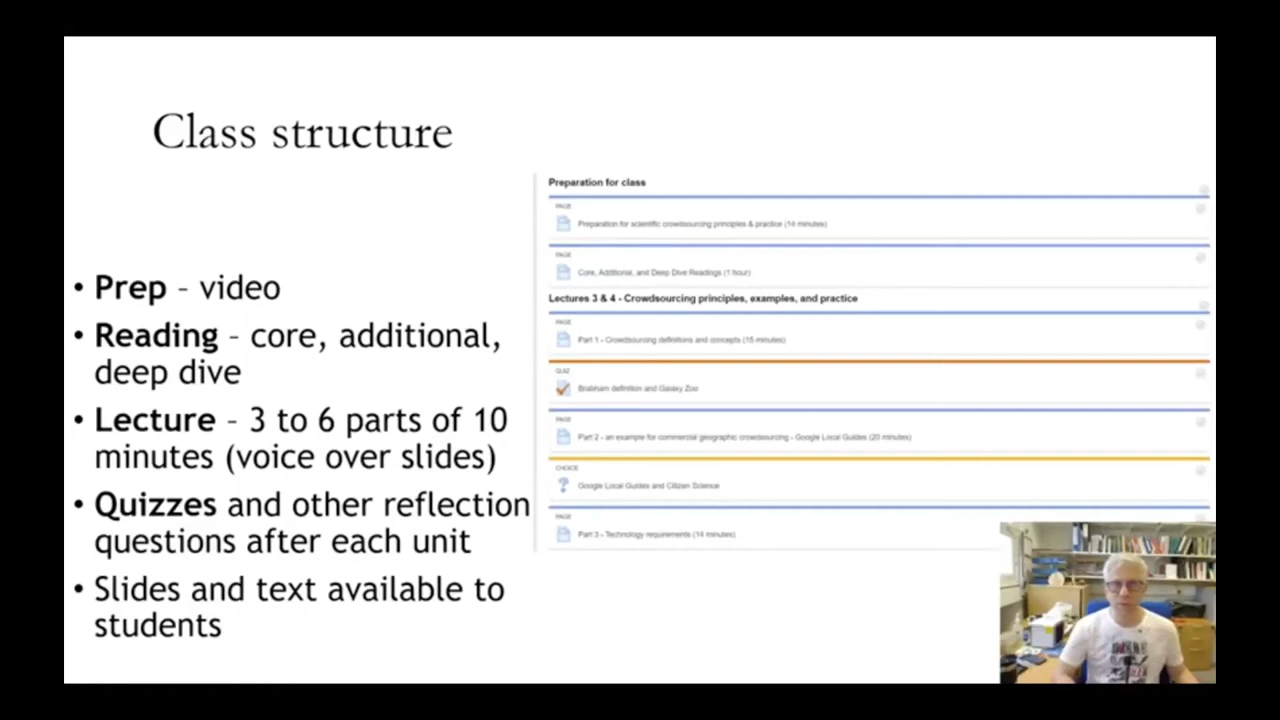 Class structure
• Prep – video
• Reading – core, additional,
deep dive
• Lecture – 3 to 6 parts of 10
minutes (voice over slides)
• Quizzes and other reflection
questions after each unit
• Slides and text available to
students
Preparation for class
PAGE
Preparation for scientific crowdsourcing principles & practice (14 minutes)
PAGE
Core, Additional, and Deep Dive Readings (1 hour)
Lectures 3 & 4 - Crowdsourcing principles, examples, and practice
PAGE
Part 1 - Crowdsourcing definitions and concepts (15 minutes)
QUIZ
Brabham definition and Galaxy Zoo
PAGE
Part 2 - an example for commercial geographic crowdsourcing - Google Local Guides (20 minutes)
CHOICE
Google Local Guides and Citizen Science
PAGE
Part 3 - Technology requirements (14 minutes)